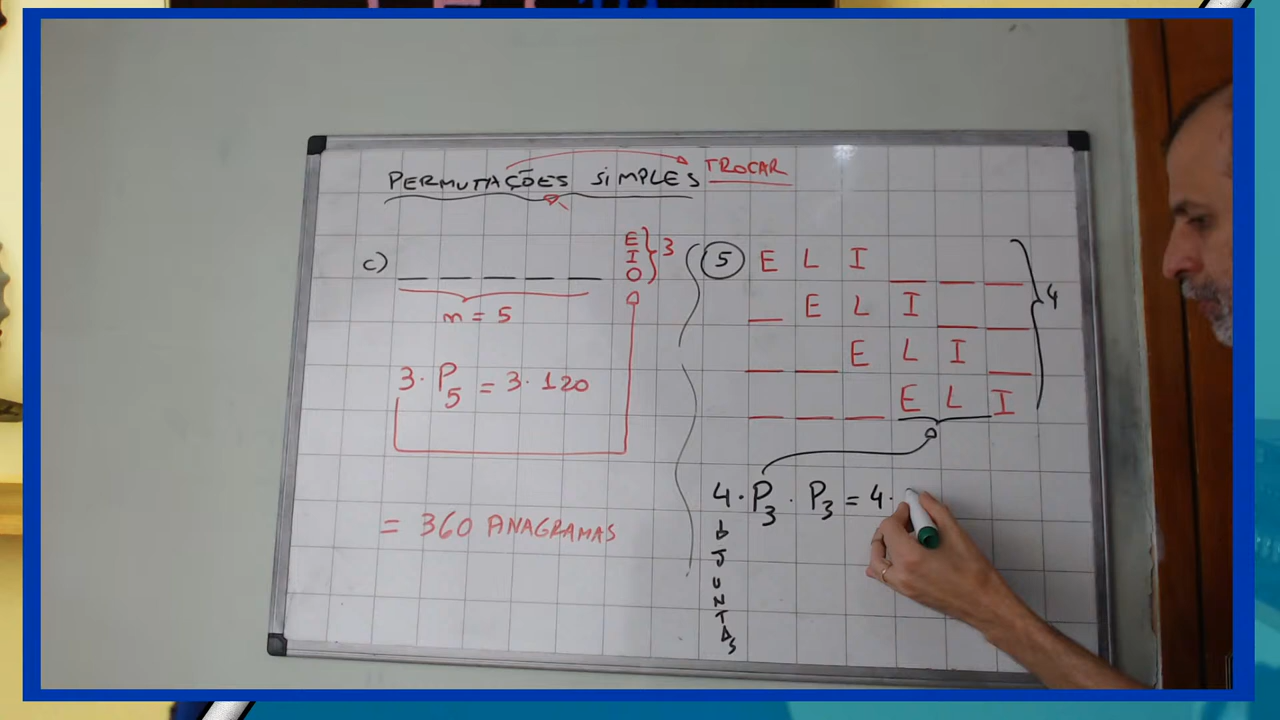 PERMUTAÇÕES SIMPLES TROCAR
c) _ _ _ _ _ E I O } 3
n = 5
3 · P5 = 3 · 120
= 360 ANAGRAMAS
5 E L I _ _ _
_ E L I _ _
_ _ E L I _
_ _ _ E L I
4
4 · P3 · P3 = 4 ·
JUNTAS